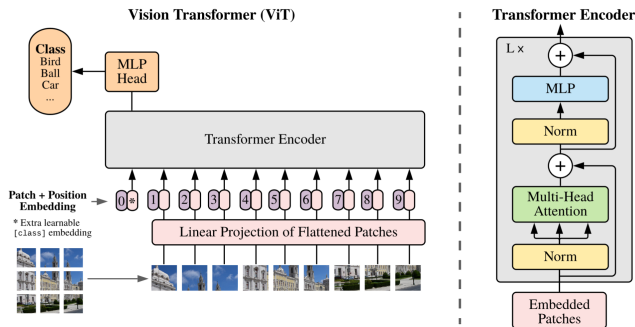 Vision Transformer (ViT)
Class
Bird
Ball
Car
...
MLP
Head
Transformer Encoder
Patch + Position
Embedding
0 * 1 2 3 4 5 6 7 8 9
* Extra learnable
[class] embedding
Linear Projection of Flattened Patches
Transformer Encoder
L x
+
MLP
Norm
+
Multi-Head
Attention
Norm
Embedded
Patches